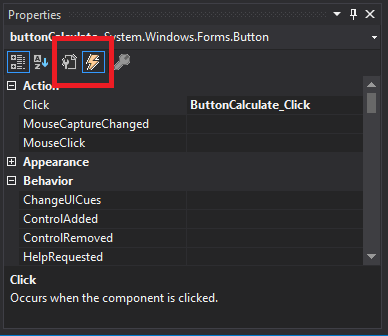 Properties
buttonCalculate System.Windows.Forms.Button
Action
Click ButtonCalculate_Click
MouseCaptureChanged
MouseClick
Appearance
Behavior
ChangeUICues
ControlAdded
ControlRemoved
HelpRequested
Click
Occurs when the component is clicked.